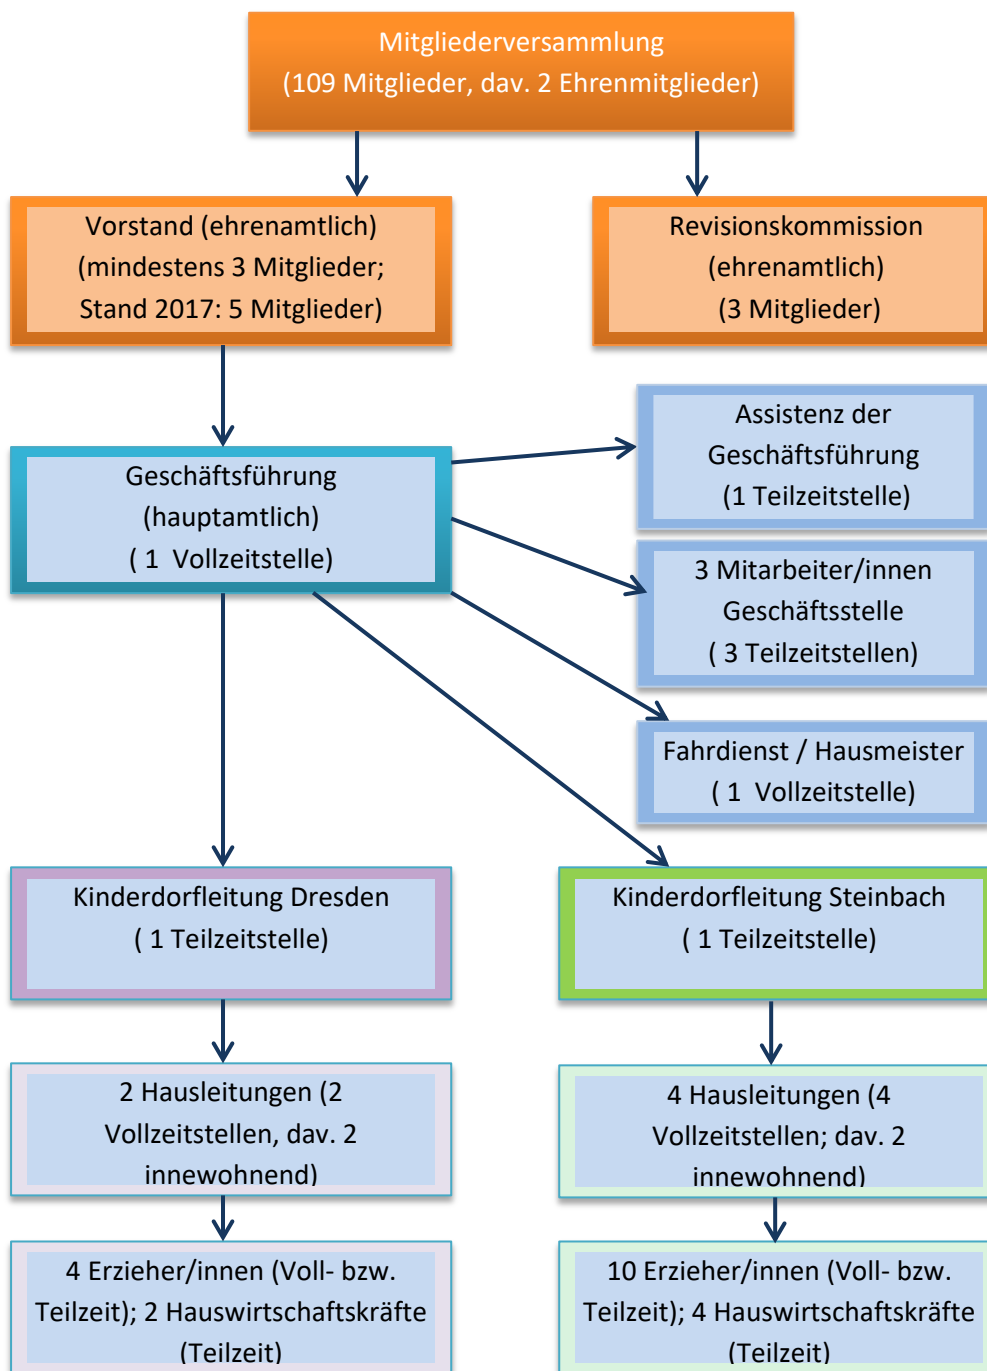 Mitgliederversammlung
(109 Mitglieder, dav. 2 Ehrenmitglieder)
Vorstand (ehrenamtlich)
(mindestens 3 Mitglieder;
Stand 2017: 5 Mitglieder)
Revisionskommission
(ehrenamtlich)
(3 Mitglieder)
Assistenz der
Geschäftsführung
(1 Teilzeitstelle)
Geschäftsführung
(hauptamtlich)
( 1 Vollzeitstelle)
3 Mitarbeiter/innen
Geschäftsstelle
( 3 Teilzeitstellen)
Fahrdienst / Hausmeister
( 1 Vollzeitstelle)
Kinderdorfleitung Dresden
( 1 Teilzeitstelle)
Kinderdorfleitung Steinbach
( 1 Teilzeitstelle)
2 Hausleitungen (2
Vollzeitstellen, dav. 2
innewohnend)
4 Hausleitungen (4
Vollzeitstellen; dav. 2
innewohnend)
4 Erzieher/innen (Voll- bzw.
Teilzeit); 2 Hauswirtschaftskräfte
(Teilzeit)
10 Erzieher/innen (Voll- bzw.
Teilzeit); 4 Hauswirtschaftskräfte
(Teilzeit)